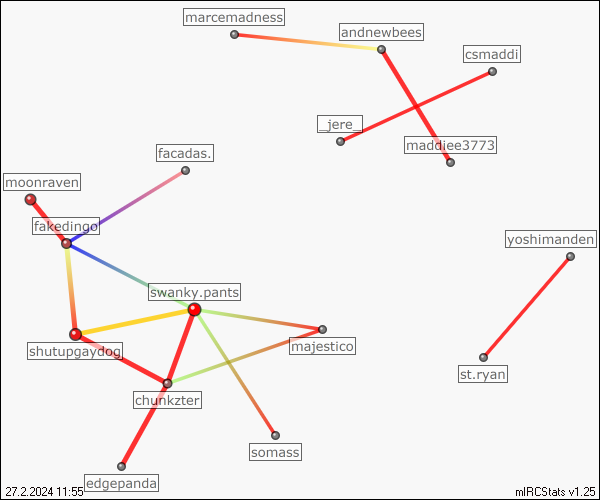 marcemadness
andnewbees
csmaddi
_jere_
maddiee3773
facadas.
moonraven
fakedingo
yoshimanden
swanky.pants
shutupgaydog
majestico
st.ryan
chunkzter
somass
edgepanda
27.2.2024 11:55
mIRCStats v1.25